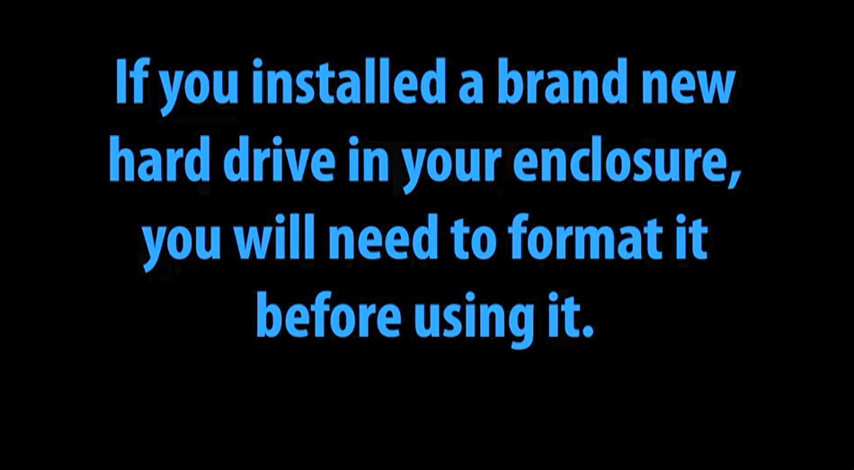 If you installed a brand new
hard drive in your enclosure,
you will need to format it
before using it.